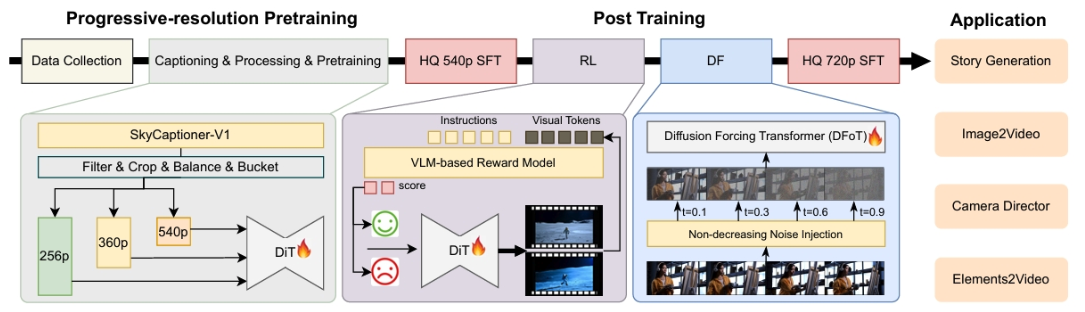 Progressive-resolution Pretraining
Post Training
Application
Data Collection
Captioning & Processing & Pretraining
HQ 540p SFT
RL
DF
HQ 720p SFT
Story Generation
Image2Video
Camera Director
Elements2Video
SkyCaptioner-V1
Filter & Crop & Balance & Bucket
256p
360p
540p
DiT
Instructions
Visual Tokens
VLM-based Reward Model
score
DiT
Diffusion Forcing Transformer (DFoT)
t=0.1
t=0.3
t=0.6
t=0.9
Non-decreasing Noise Injection